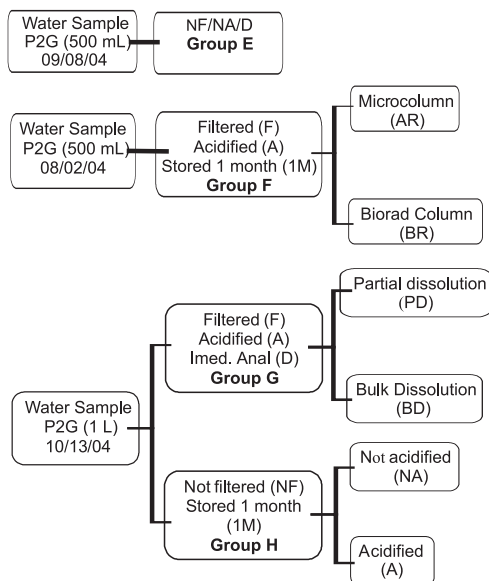 Water Sample
P2G (500 mL)
09/08/04
NF/NA/D
Group E
Water Sample
P2G (500 mL)
08/02/04
Filtered (F)
Acidified (A)
Stored 1 month (1M)
Group F
Microcolumn
(AR)
Biorad Column
(BR)
Water Sample
P2G (1 L)
10/13/04
Filtered (F)
Acidified (A)
Imed. Anal (D)
Group G
Partial dissolution
(PD)
Bulk Dissolution
(BD)
Not filtered (NF)
Stored 1 month
(1M)
Group H
Not acidified
(NA)
Acidified
(A)